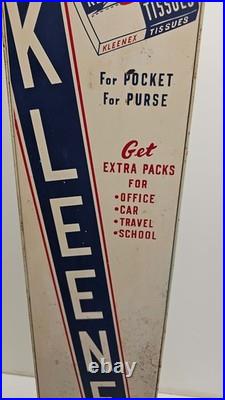 TISSUES
KLEENEX TISSUES
For POCKET
For PURSE
Get
EXTRA PACKS
FOR
•OFFICE
•CAR
•TRAVEL
•SCHOOL
KLEENE